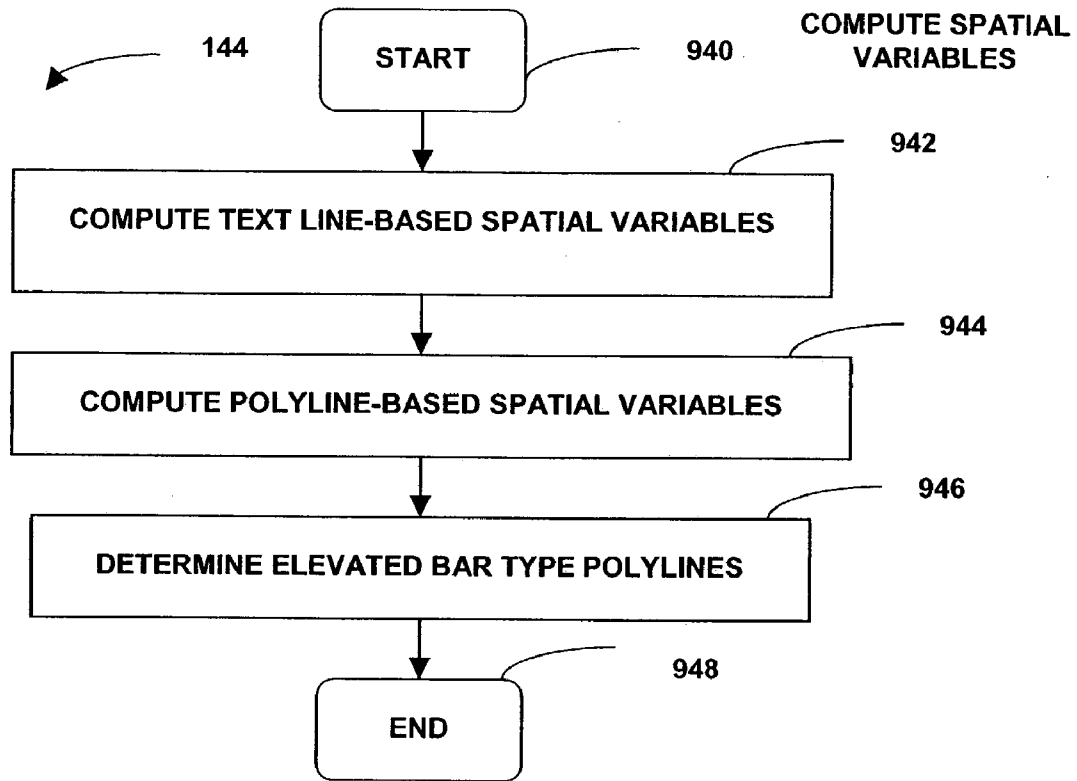 144
START
940
COMPUTE SPATIAL
VARIABLES
942
COMPUTE TEXT LINE-BASED SPATIAL VARIABLES
944
COMPUTE POLYLINE-BASED SPATIAL VARIABLES
946
DETERMINE ELEVATED BAR TYPE POLYLINES
948
END